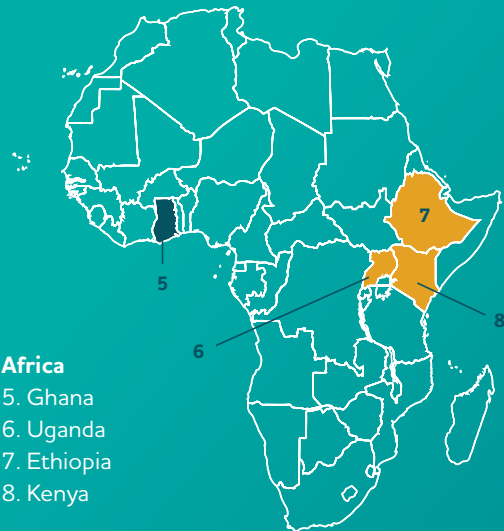 7
5
8
6
Africa
5. Ghana
6. Uganda
7. Ethiopia
8. Kenya